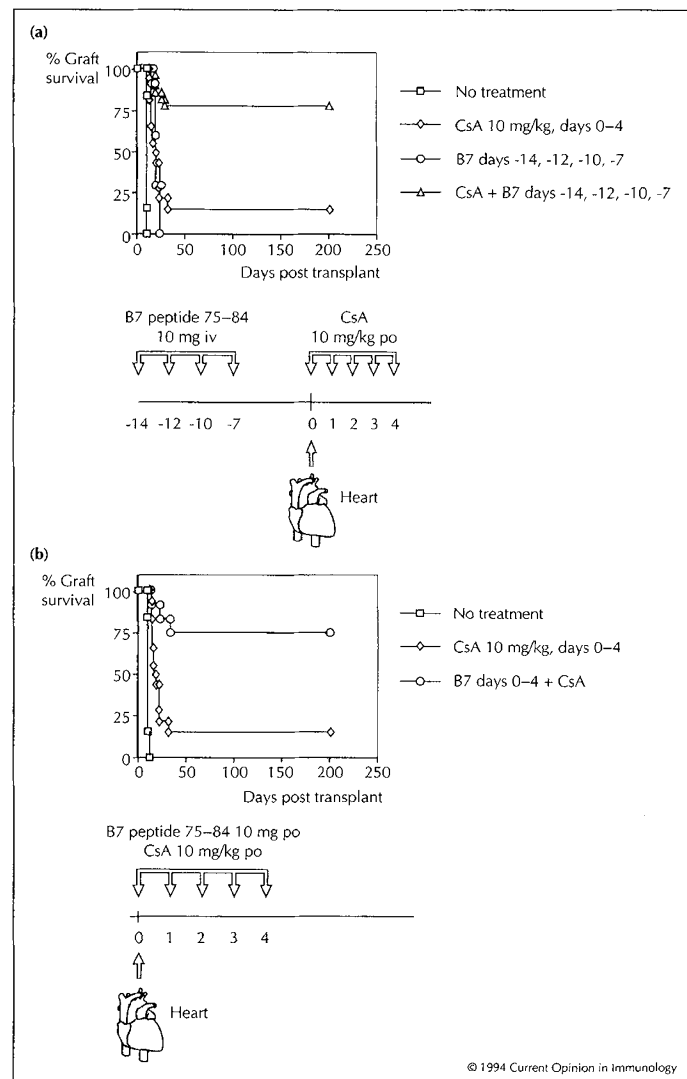 (a)
% Graft
survival
100
75
50
25
0
0 50 100 150 200 250
Days post transplant
No treatment
CsA 10 mg/kg, days 0–4
B7 days -14, -12, -10, -7
CsA + B7 days -14, -12, -10, -7
B7 peptide 75–84
10 mg iv
CsA
10 mg/kg po
-14 -12 -10 -7 0 1 2 3 4
Heart
(b)
% Graft
survival
100
75
50
25
0
0 50 100 150 200 250
Days post transplant
No treatment
CsA 10 mg/kg, days 0–4
B7 days 0–4 + CsA
B7 peptide 75–84 10 mg po
CsA 10 mg/kg po
0 1 2 3 4
Heart
© 1994 Current Opinion in Immunology